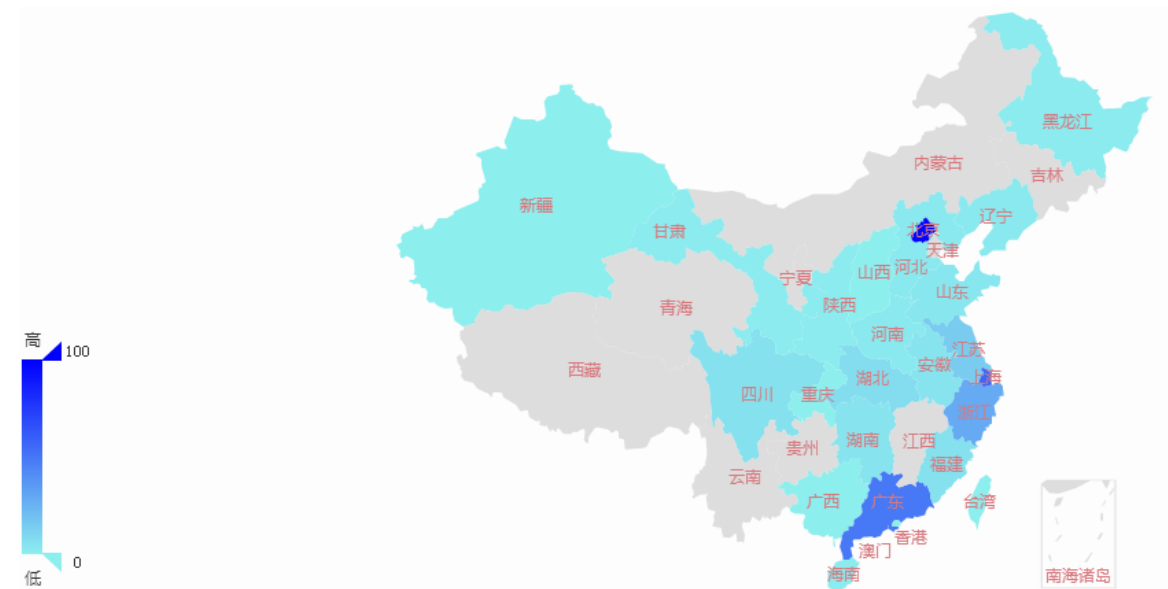 黑龙江
内蒙古
吉林
新疆
辽宁
甘肃
北京
天津
河北
山西
宁夏
山东
陕西
青海
河南
高
100
江苏
安徽
西藏
上海
湖北
四川
重庆
浙江
湖南
江西
贵州
福建
云南
广西
广东
台湾
香港
澳门
0
低
海南
南海诸岛